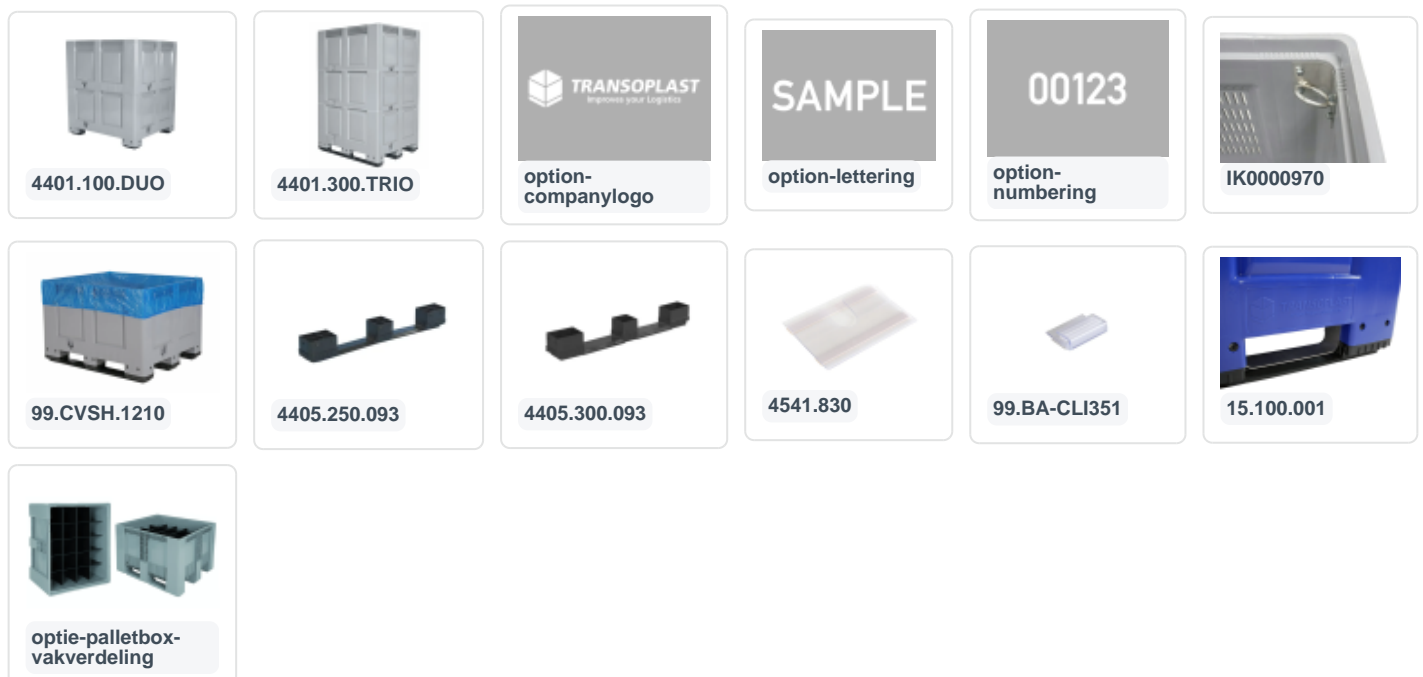 4401.100.DUO
4401.300.TRIO
TRANSOPLAST
Improves your Logistics
option-
companylogo
SAMPLE
option-lettering
00123
option-
numbering
IK0000970
99.CVSH.1210
4405.250.093
4405.300.093
4541.830
99.BA-CLI351
15.100.001
optie-palletbox-
vakverdeling